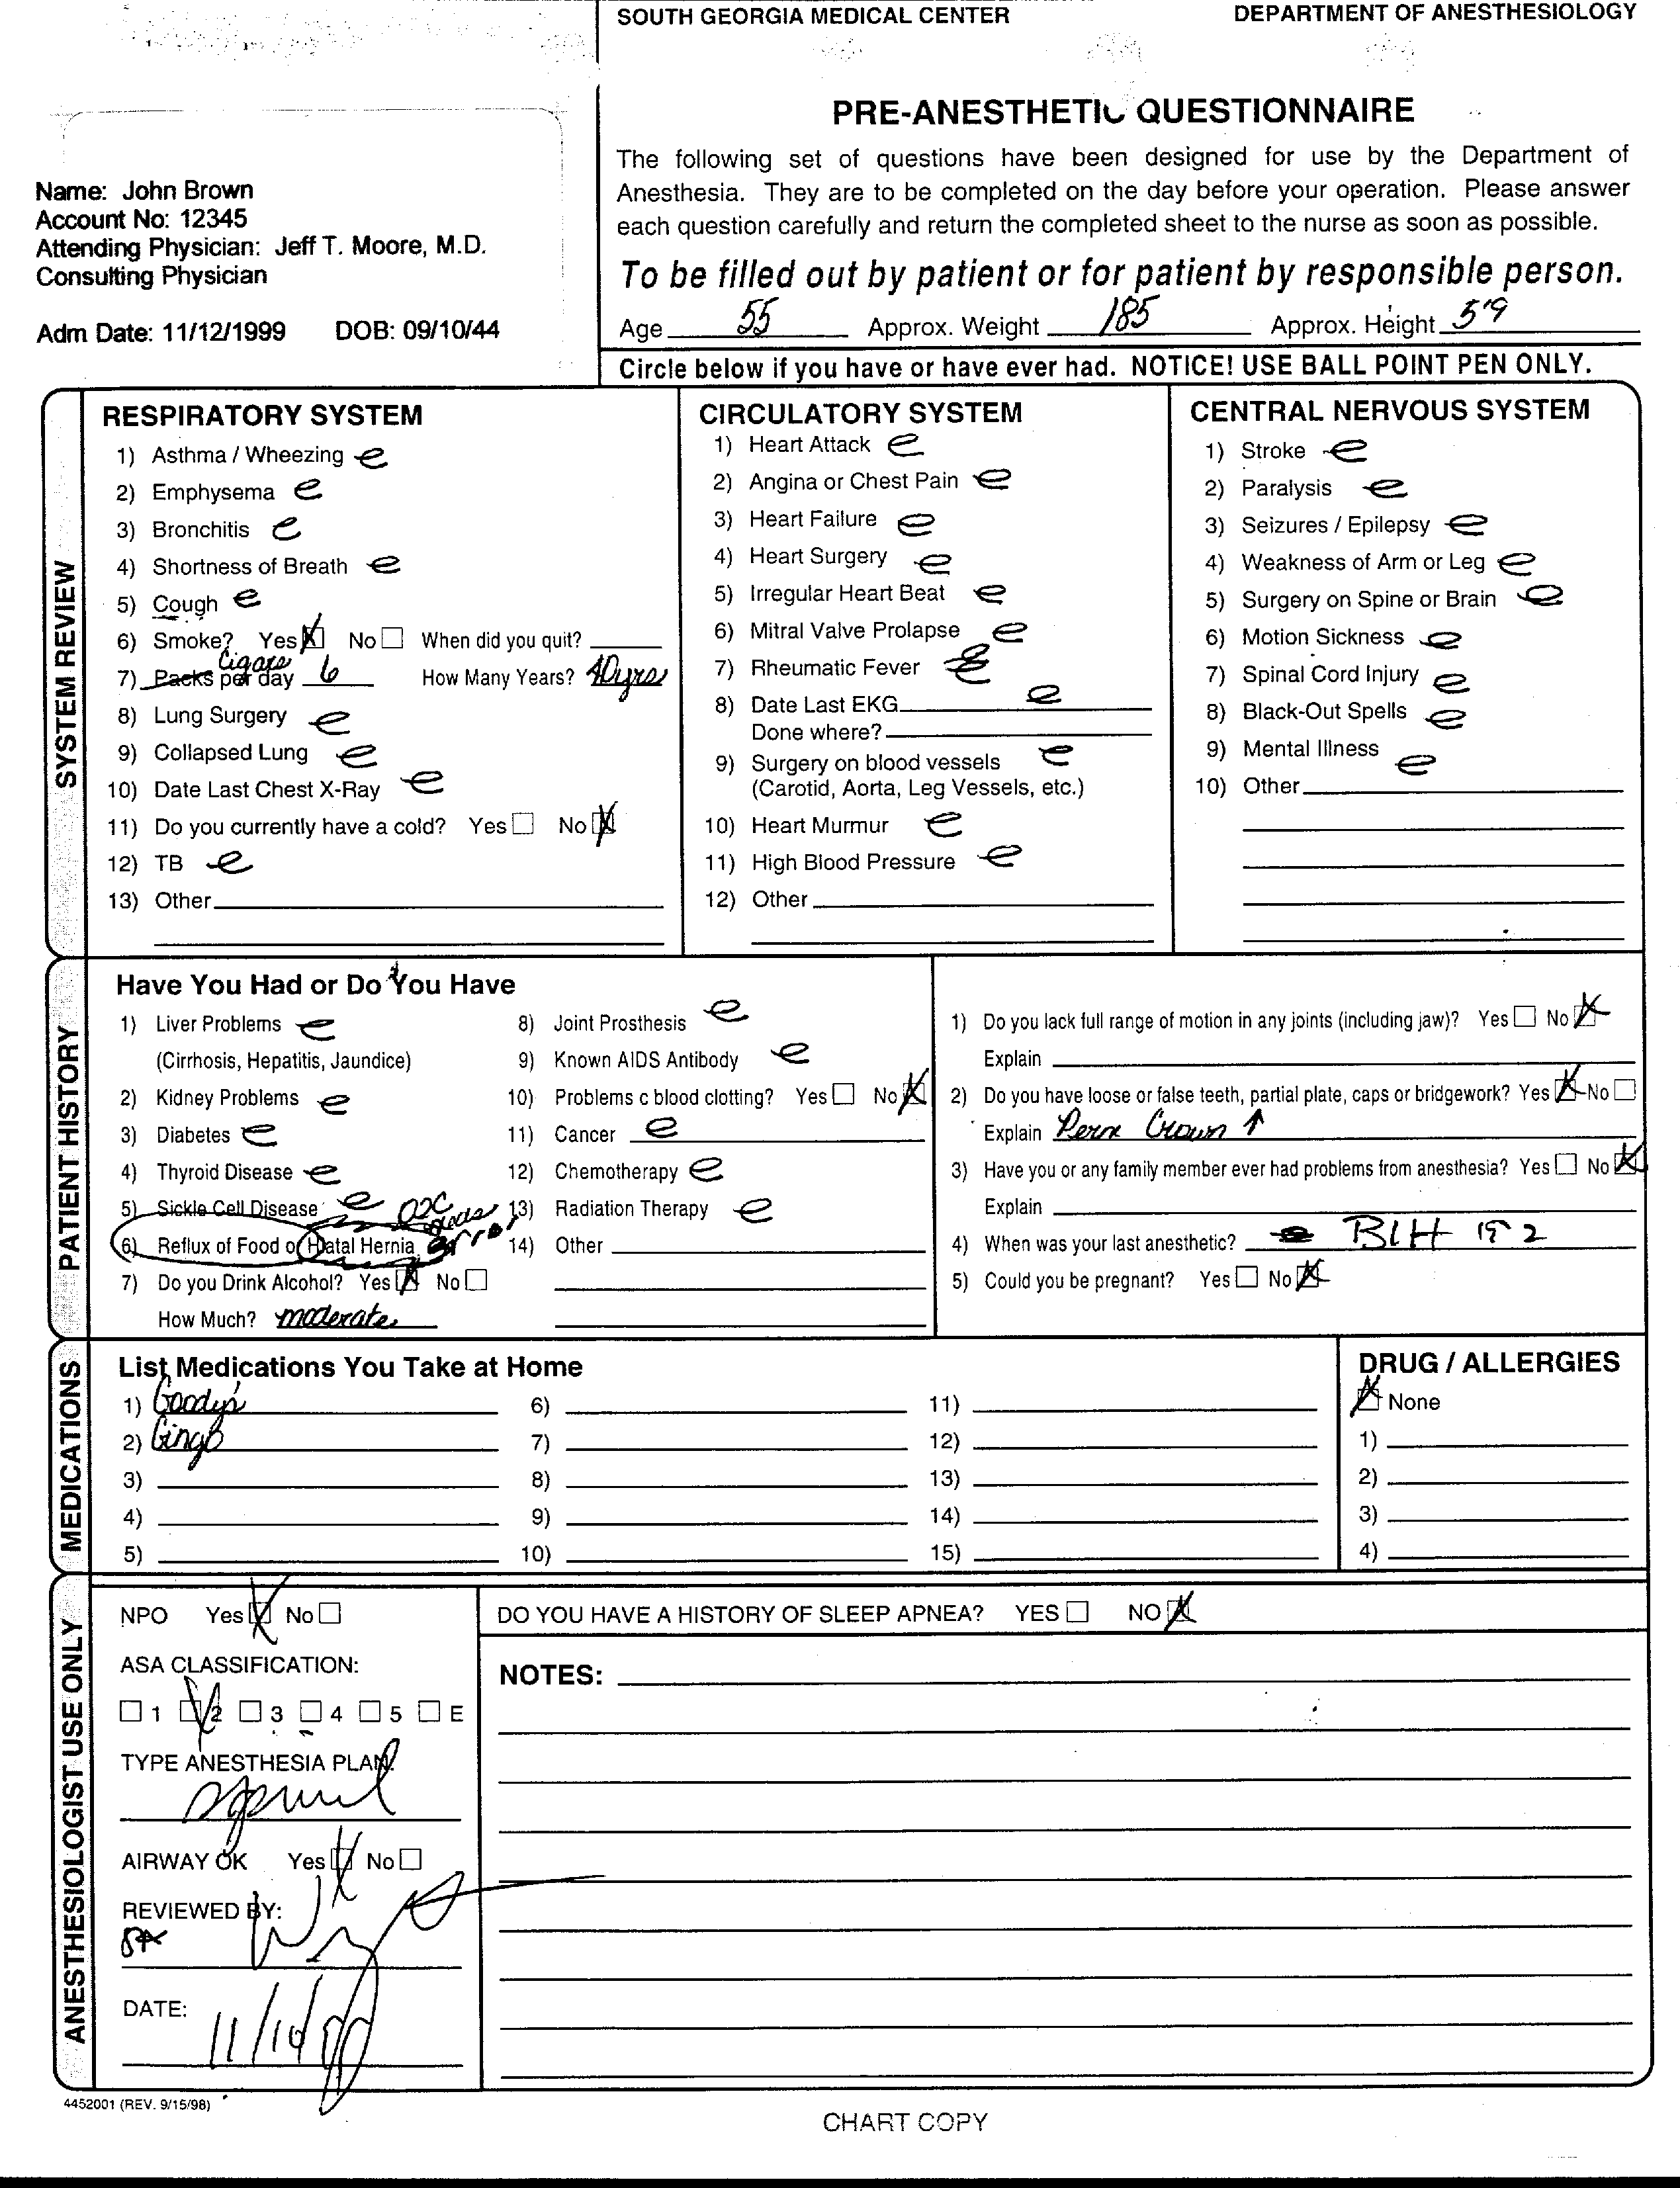 SOUTH GEORGIA MEDICAL CENTER DEPARTMENT OF ANESTHESIOLOGY
PRE-ANESTHETIC QUESTIONNAIRE
The following set of questions have been designed for use by the Department of
Anesthesia. They are to be completed on the day before your operation. Please answer
each question carefully and return the completed sheet to the nurse as soon as possible.
To be filled out by patient or for patient by responsible person.
Age 55 Approx. Weight 185 Approx. Height 5'9
Circle below if you have or have ever had. NOTICE! USE BALL POINT PEN ONLY.
Name: John Brown
Account No: 12345
Attending Physician: Jeff T. Moore, M.D.
Consulting Physician
Adm Date: 11/12/1999 DOB: 09/10/44
SYSTEM REVIEW
RESPIRATORY SYSTEM
1) Asthma / Wheezing
2) Emphysema
3) Bronchitis
4) Shortness of Breath
5) Cough
6) Smoke? Yes No When did you quit?
Cigars
7) Packs per day 6 How Many Years? 40 yrs
8) Lung Surgery
9) Collapsed Lung
10) Date Last Chest X-Ray
11) Do you currently have a cold? Yes No
12) TB
13) Other
CIRCULATORY SYSTEM
1) Heart Attack
2) Angina or Chest Pain
3) Heart Failure
4) Heart Surgery
5) Irregular Heart Beat
6) Mitral Valve Prolapse
7) Rheumatic Fever
8) Date Last EKG
Done where?
9) Surgery on blood vessels
(Carotid, Aorta, Leg Vessels, etc.)
10) Heart Murmur
11) High Blood Pressure
12) Other
CENTRAL NERVOUS SYSTEM
1) Stroke
2) Paralysis
3) Seizures / Epilepsy
4) Weakness of Arm or Leg
5) Surgery on Spine or Brain
6) Motion Sickness
7) Spinal Cord Injury
8) Black-Out Spells
9) Mental Illness
10) Other
PATIENT HISTORY
Have You Had or Do You Have
1) Liver Problems
(Cirrhosis, Hepatitis, Jaundice)
2) Kidney Problems
3) Diabetes
4) Thyroid Disease
5) Sickle Cell Disease
6) Reflux of Food or Hiatal Hernia error
7) Do you Drink Alcohol? Yes No
How Much? moderate
8) Joint Prosthesis
9) Known AIDS Antibody
10) Problems c blood clotting? Yes No
11) Cancer
12) Chemotherapy
13) Radiation Therapy
14) Other
1) Do you lack full range of motion in any joints (including jaw)? Yes No
Explain
2) Do you have loose or false teeth, partial plate, caps or bridgework? Yes No
Explain Perm Crown ↑
3) Have you or any family member ever had problems from anesthesia? Yes No
Explain
4) When was your last anesthetic? BIH
5) Could you be pregnant? Yes No
MEDICATIONS
List Medications You Take at Home
1) Goody's
2) Gingo
3)
4)
5)
6)
7)
8)
9)
10)
11)
12)
13)
14)
15)
DRUG / ALLERGIES
None
1)
2)
3)
4)
ANESTHESIOLOGIST USE ONLY
NPO Yes No
ASA CLASSIFICATION:
1 2 3 4 5 E
TYPE ANESTHESIA PLAN:
AIRWAY OK Yes No
REVIEWED BY:
DATE:
11/10
DO YOU HAVE A HISTORY OF SLEEP APNEA? YES NO
NOTES:
4452001 (REV. 9/15/98)
CHART COPY